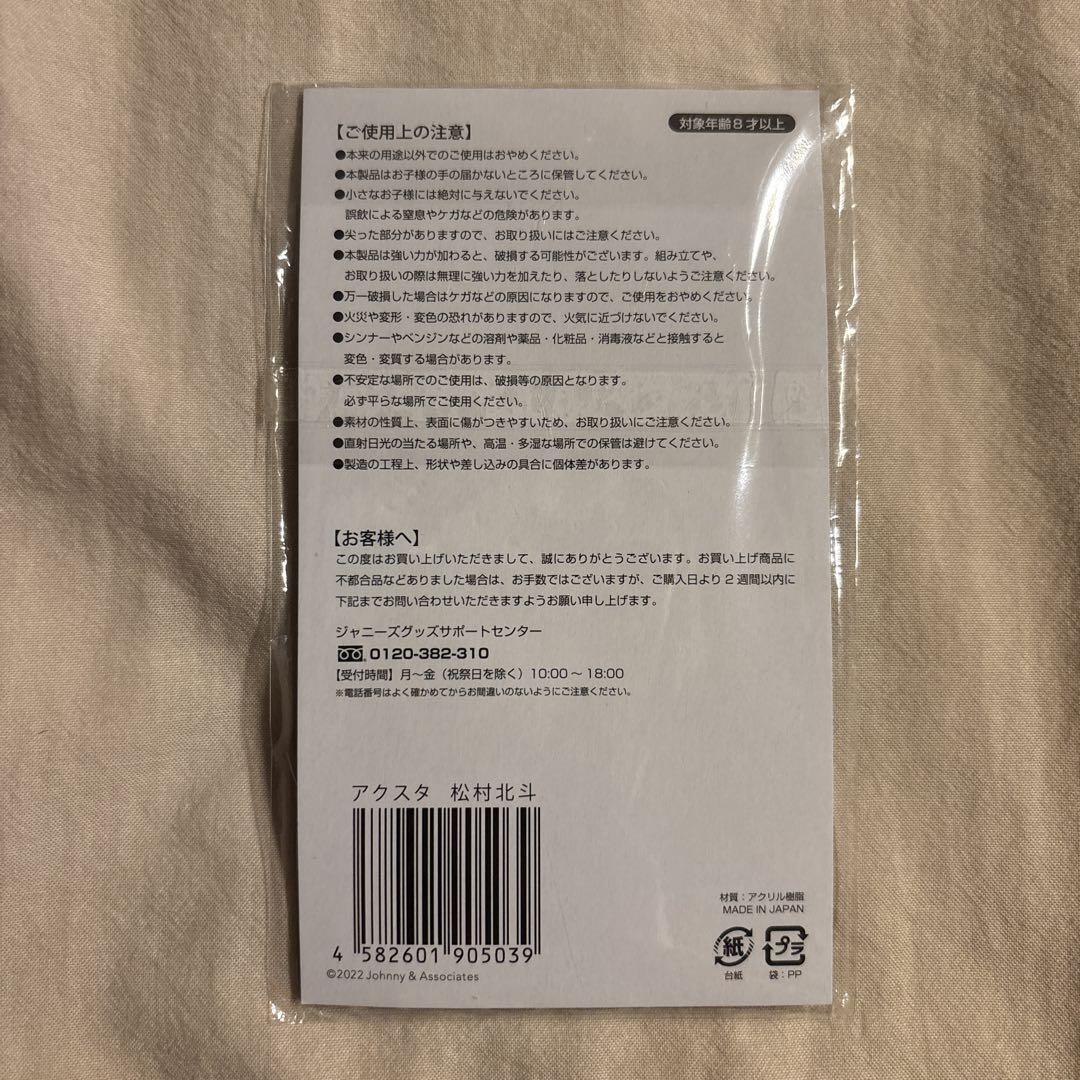 【ご使用上の注意】
対象年齢8才以上
●本来の用途以外でのご使用はおやめください。
●本製品はお子様の手の届かないところに保管してください。
●小さなお子様には絶対に与えないでください。
誤飲による窒息やケガなどの危険があります。
●尖った部分がありますので、お取り扱いにはご注意ください。
●本製品は強い力が加わると、破損する可能性がございます。組み立てや、
お取り扱いの際は無理に強い力を加えたり、落としたりしないようご注意ください。
●万一破損した場合はケガなどの原因になりますので、ご使用をおやめください。
●火災や変形・変色の恐れがありますので、火気に近づけないでください。
●シンナーやベンジンなどの溶剤や薬品・化粧品・消毒液などと接触すると
変色・変質する場合があります。
●不安定な場所でのご使用は、破損等の原因となります。
必ず平らな場所でご使用ください。
●素材の性質上、表面に傷がつきやすいため、お取り扱いにご注意ください。
●直射日光の当たる場所や、高温・多湿な場所での保管は避けてください。
●製造の工程上、形状や差し込みの具合に個体差があります。
【お客様へ】
この度はお買い上げいただきまして、誠にありがとうございます。お買い上げ商品に
不都合品などありました場合は、お手数ではございますが、ご購入日より2週間以内に
下記までお問い合わせいただきますようお願い申し上げます。
ジャニーズグッズサポートセンター
0120-382-310
【受付時間】月〜金（祝祭日を除く）10:00〜18:00
※電話番号はよく確かめてからお間違いのないようにご注意ください。
アクスタ 松村北斗
4 582601 905039
©2022 Johnny & Associates
材質：アクリル樹脂
MADE IN JAPAN
紙 プラ
台紙 袋：PP